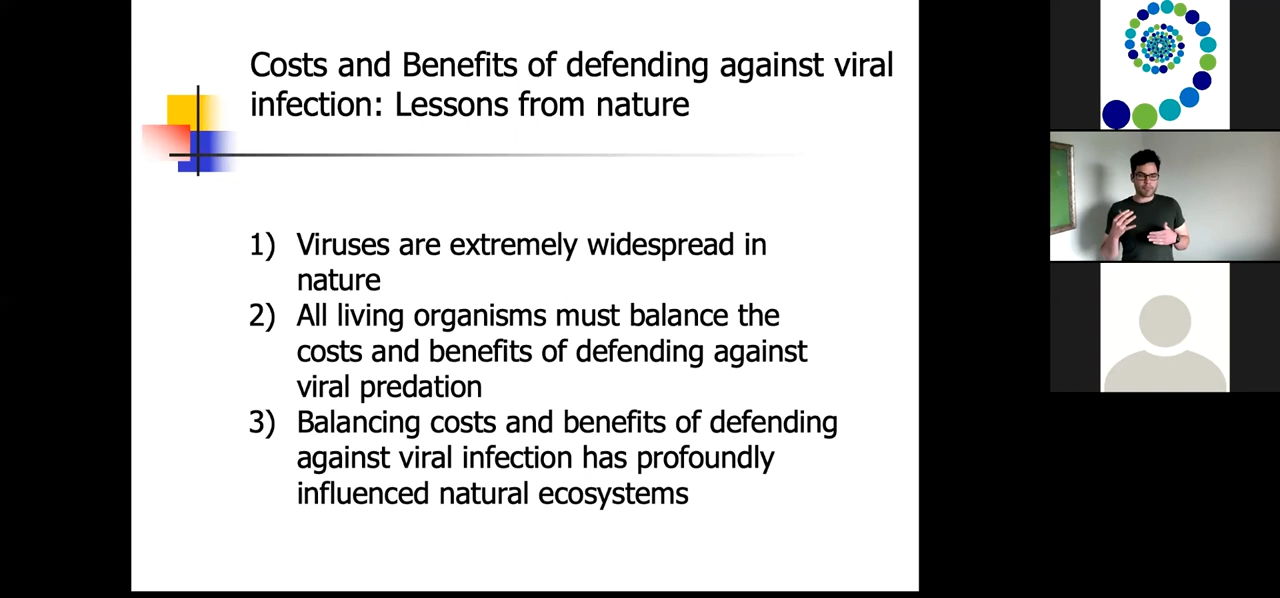 Costs and Benefits of defending against viral
infection: Lessons from nature
1) Viruses are extremely widespread in
nature
2) All living organisms must balance the
costs and benefits of defending against
viral predation
3) Balancing costs and benefits of defending
against viral infection has profoundly
influenced natural ecosystems